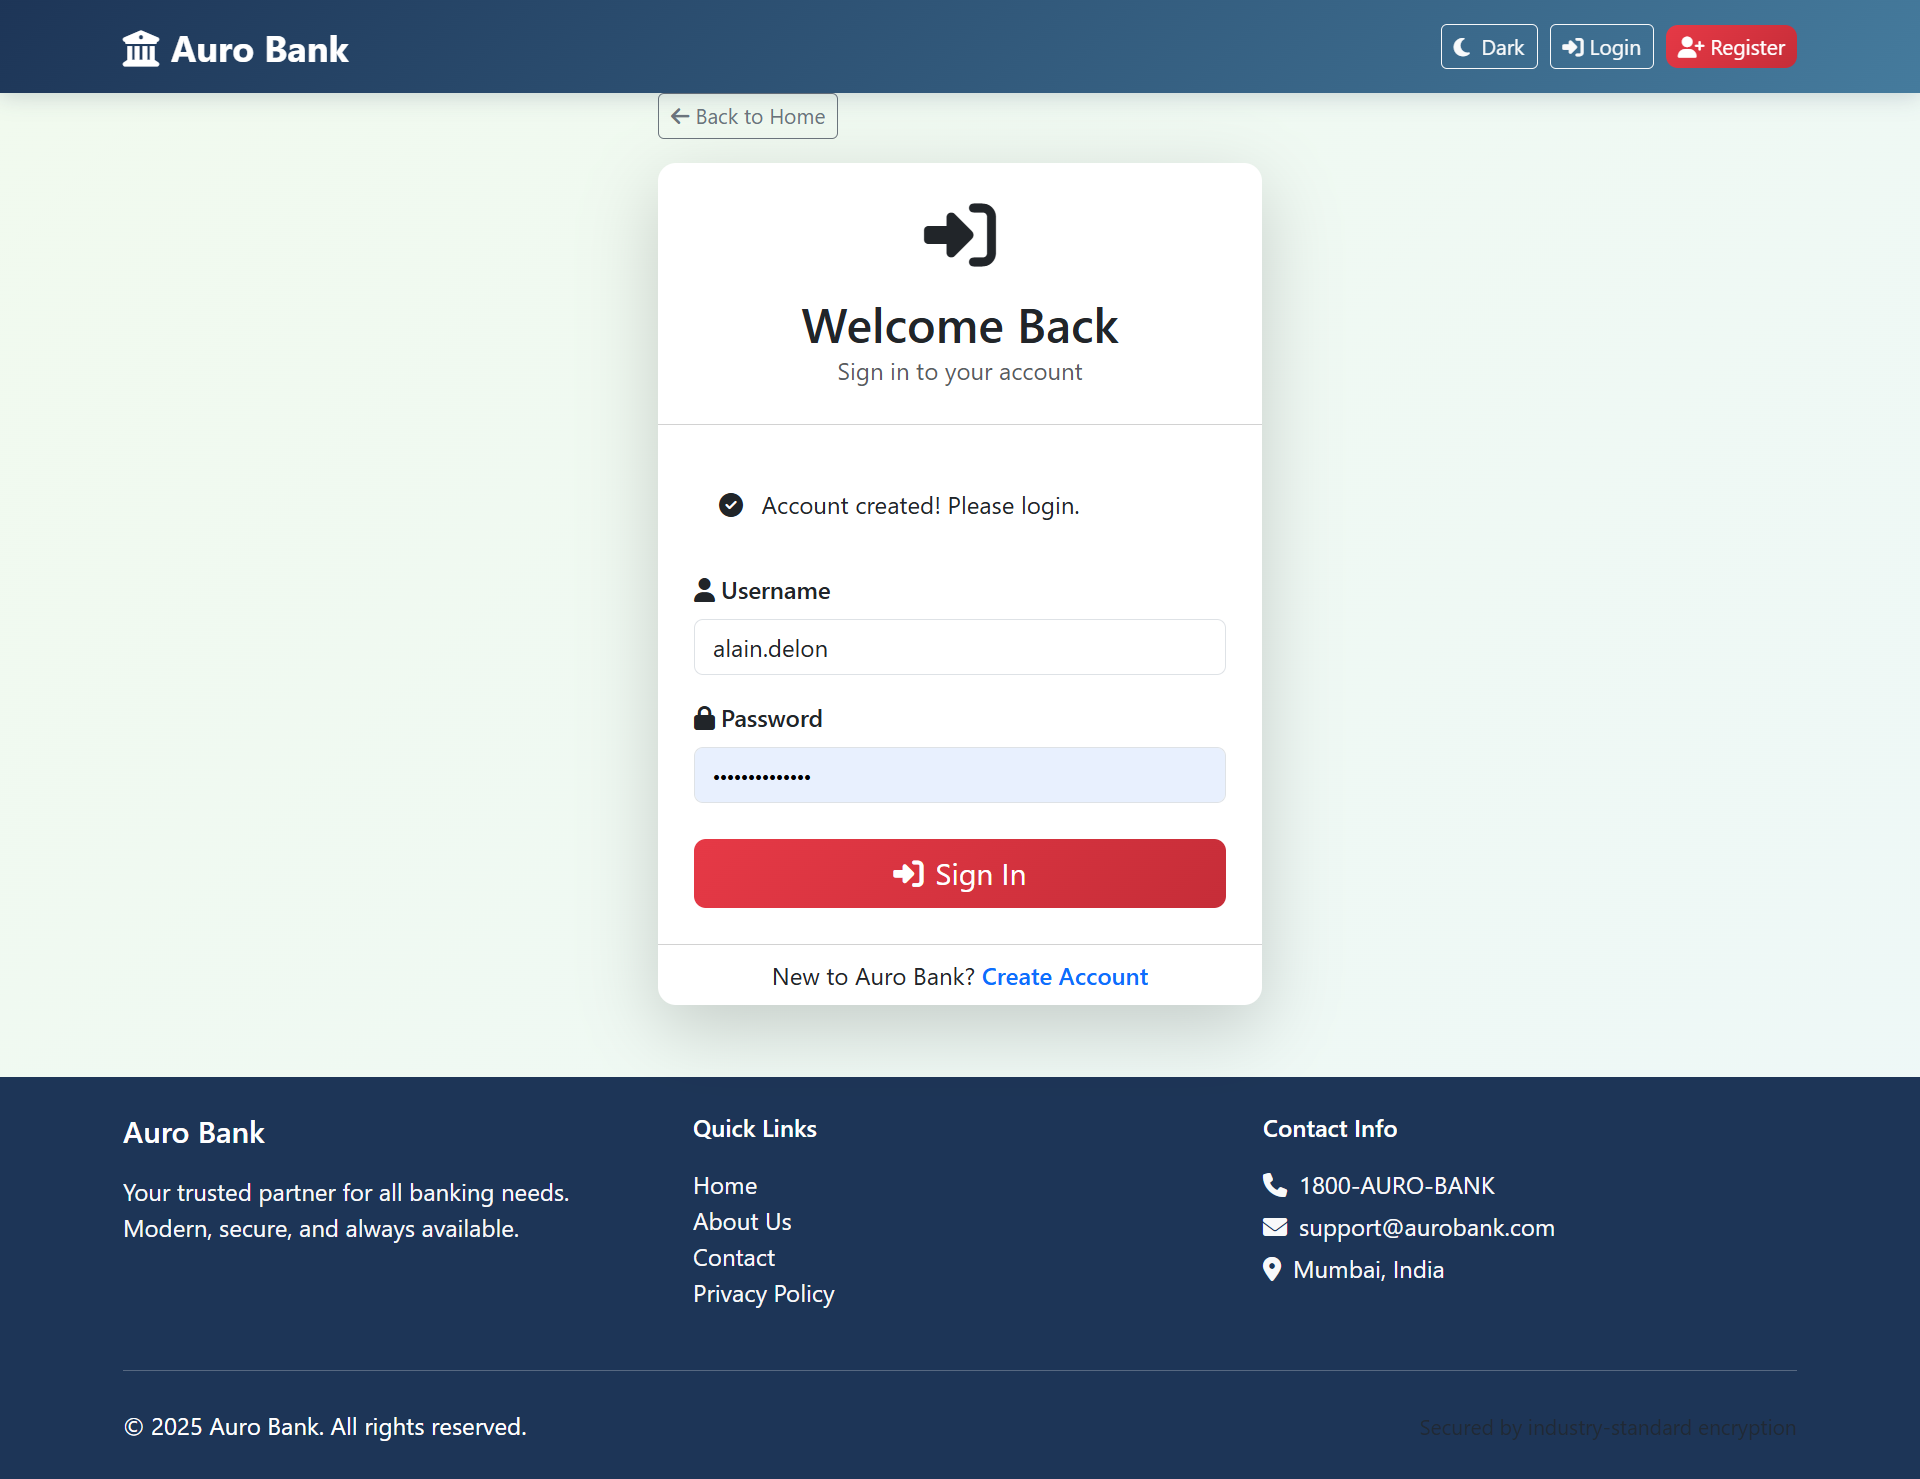 Auro Bank
Dark
Login
Register
Back to Home
Welcome Back
Sign in to your account
Account created! Please login.
Username
alain.delon
Password
••••••••••••••
Sign In
New to Auro Bank? Create Account
Auro Bank
Your trusted partner for all banking needs.
Modern, secure, and always available.
Quick Links
Home
About Us
Contact
Privacy Policy
Contact Info
1800-AURO-BANK
support@aurobank.com
Mumbai, India
© 2025 Auro Bank. All rights reserved.
Secured by industry-standard encryption